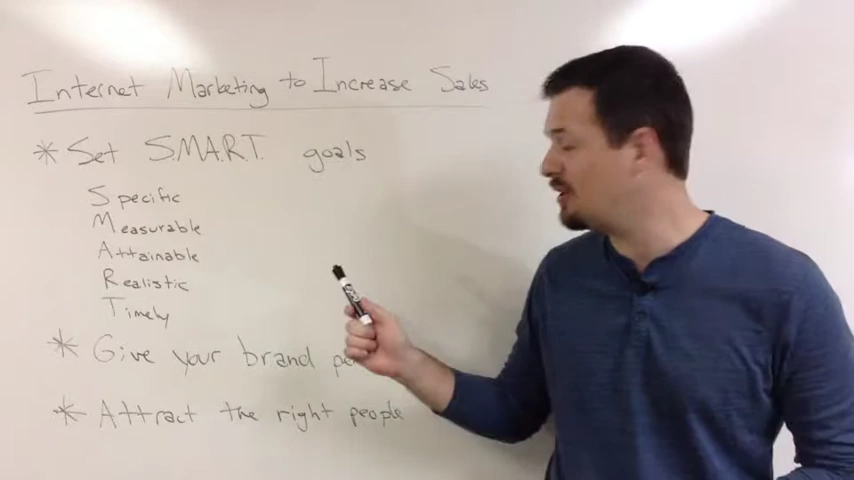 Internet Marketing to Increase Sales
* Set S.M.A.R.T. goals
Specific
Measurable
Attainable
Realistic
Timely
* Give your brand
* Attract the right people